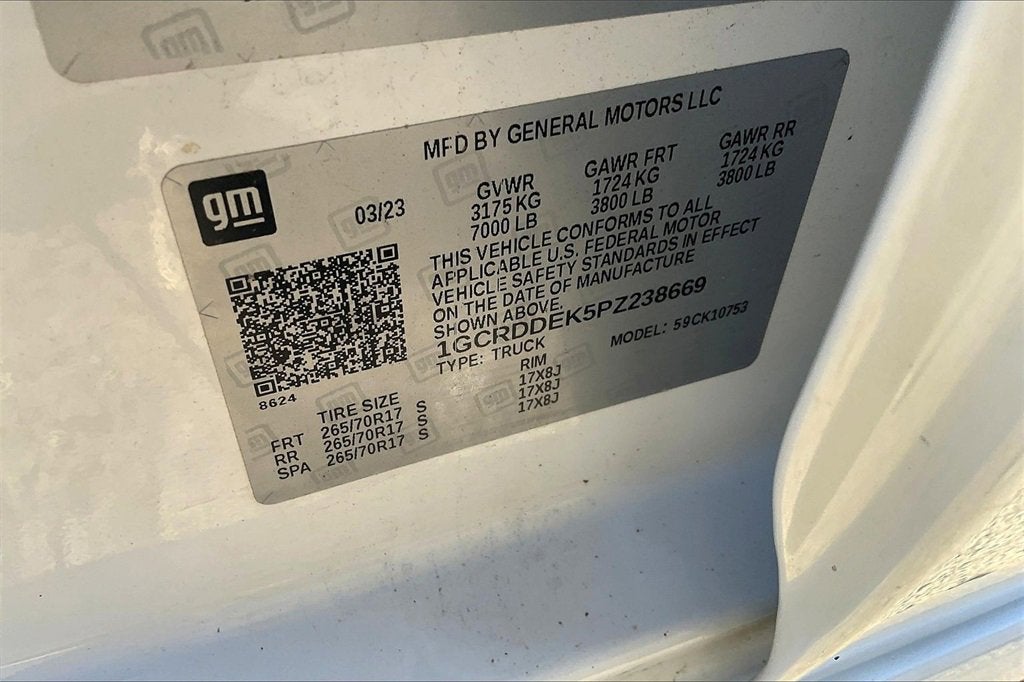 MFD BY GENERAL MOTORS LLC
gm
03/23
GVWR GAWR FRT GAWR RR
3175 KG 1724 KG 1724 KG
7000 LB 3800 LB 3800 LB
THIS VEHICLE CONFORMS TO ALL
APPLICABLE U.S. FEDERAL MOTOR
VEHICLE SAFETY STANDARDS IN EFFECT
ON THE DATE OF MANUFACTURE
SHOWN ABOVE.
1GCRDDEK5PZ238669
TYPE: TRUCK MODEL: 59CK10753
8624
TIRE SIZE RIM
FRT 265/70R17 S 17X8J
RR 265/70R17 S 17X8J
SPA 265/70R17 S 17X8J